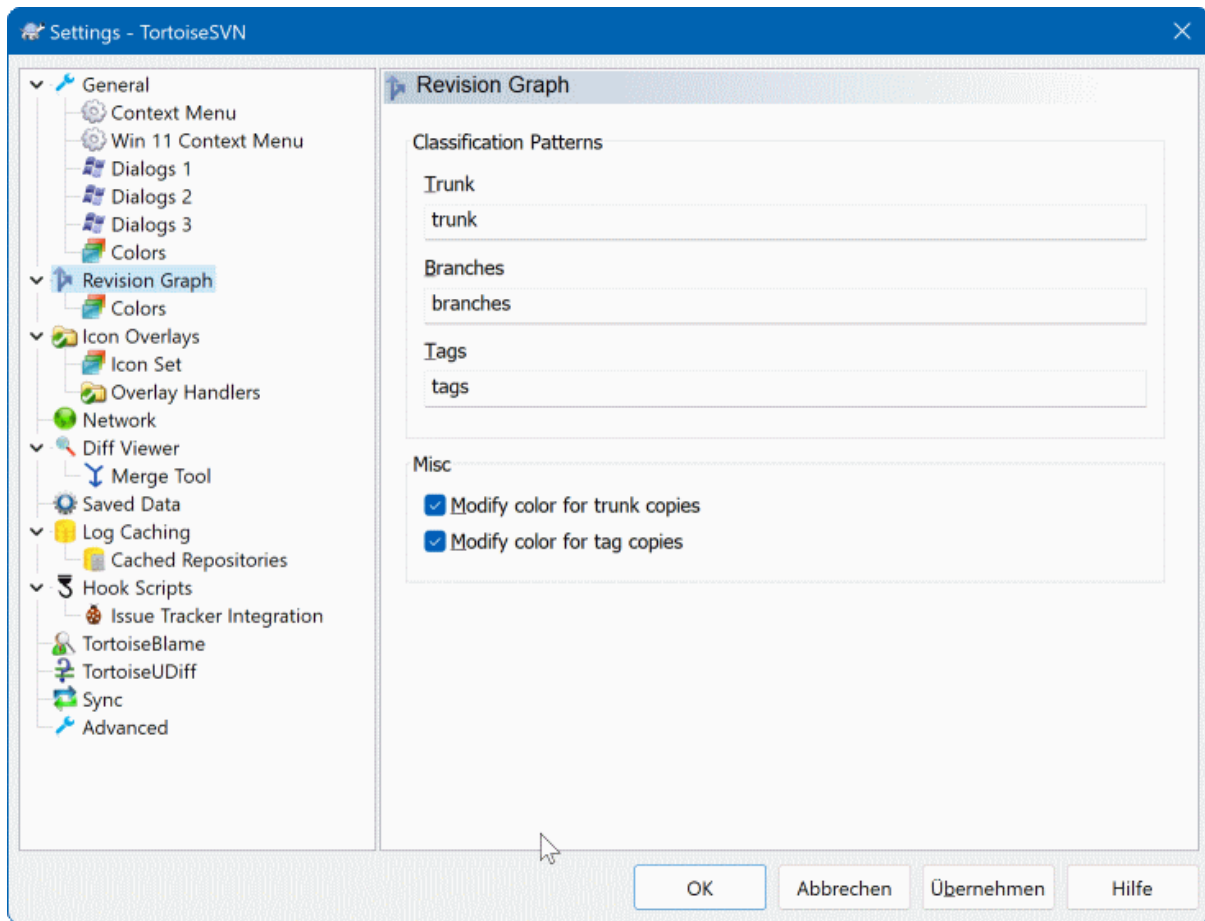 Settings - TortoiseSVN
General
Context Menu
Win 11 Context Menu
Dialogs 1
Dialogs 2
Dialogs 3
Colors
Revision Graph
Colors
Icon Overlays
Icon Set
Overlay Handlers
Network
Diff Viewer
Merge Tool
Saved Data
Log Caching
Cached Repositories
Hook Scripts
Issue Tracker Integration
TortoiseBlame
TortoiseUDiff
Sync
Advanced
Revision Graph
Classification Patterns
Trunk
trunk
Branches
branches
Tags
tags
Misc
Modify color for trunk copies
Modify color for tag copies
OK
Abbrechen
Übernehmen
Hilfe